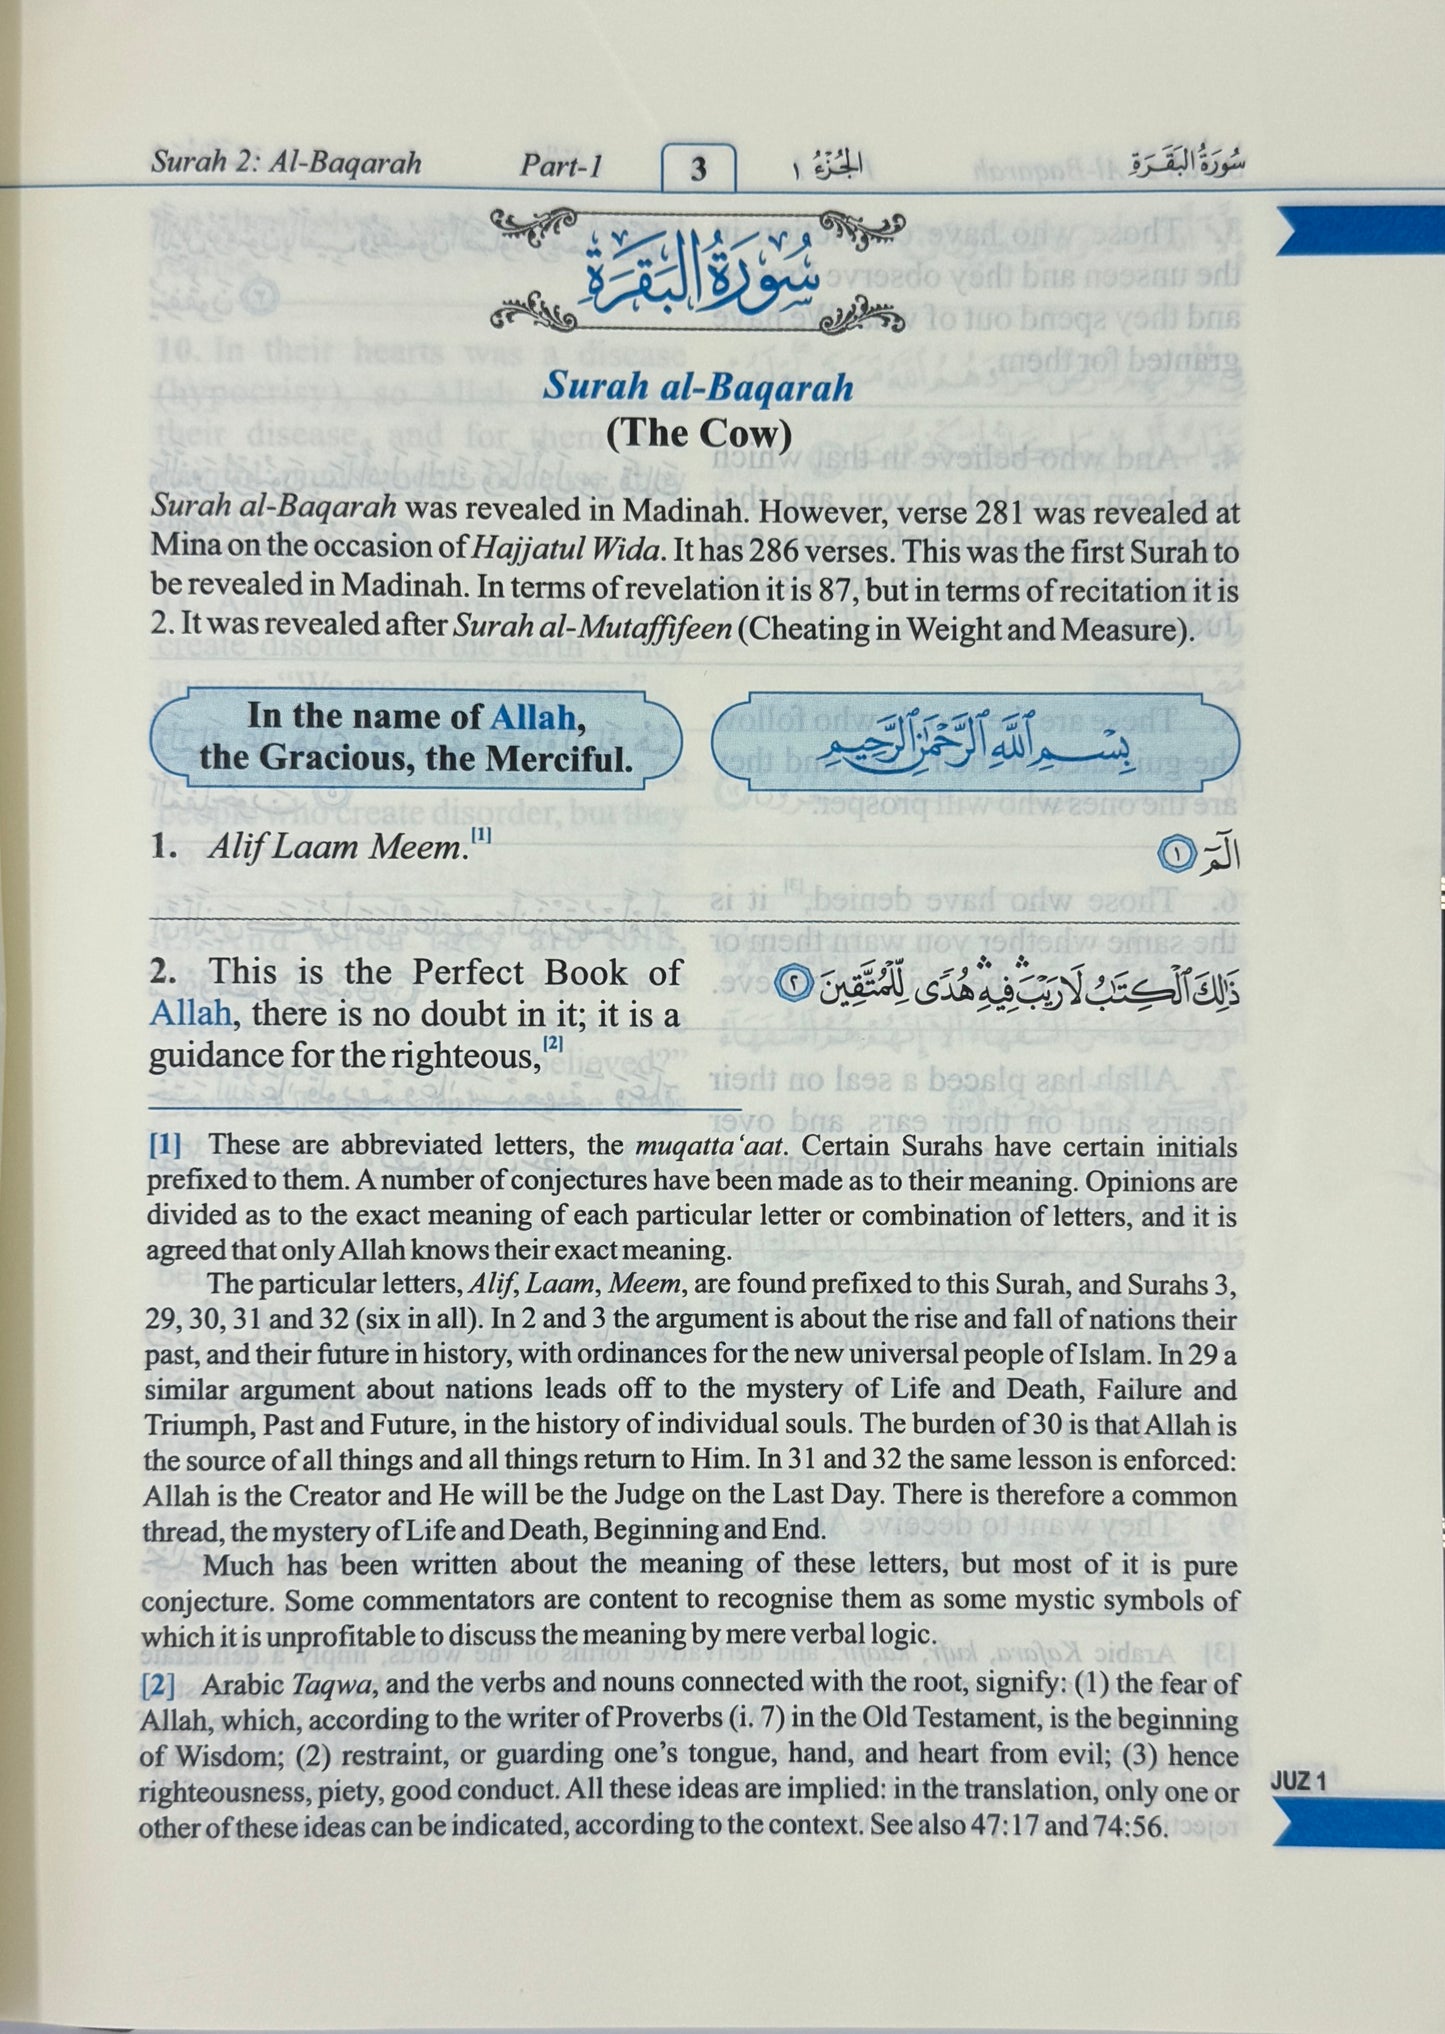 Surah 2: Al-Baqarah Part-1 3 الجُزْءُ ١ سُورَةُ البَقَرَةِ
سُورَةُ البَقَرَةِ
Surah al-Baqarah
(The Cow)
Surah al-Baqarah was revealed in Madinah. However, verse 281 was revealed at
Mina on the occasion of Hajjatul Wida. It has 286 verses. This was the first Surah to
be revealed in Madinah. In terms of revelation it is 87, but in terms of recitation it is
2. It was revealed after Surah al-Mutaffifeen (Cheating in Weight and Measure).
In the name of Allah,
the Gracious, the Merciful.
بِسْمِ ٱللَّهِ ٱلرَّحْمَٰنِ ٱلرَّحِيمِ
1. Alif Laam Meem.[1]
الٓمٓ ١
2. This is the Perfect Book of
Allah, there is no doubt in it; it is a
guidance for the righteous,[2]
ذَٰلِكَ ٱلْكِتَٰبُ لَا رَيْبَ ۛ فِيهِ ۛ هُدًى لِّلْمُتَّقِينَ ٢
[1] These are abbreviated letters, the muqatta‘aat. Certain Surahs have certain initials
prefixed to them. A number of conjectures have been made as to their meaning. Opinions are
divided as to the exact meaning of each particular letter or combination of letters, and it is
agreed that only Allah knows their exact meaning.
The particular letters, Alif, Laam, Meem, are found prefixed to this Surah, and Surahs 3,
29, 30, 31 and 32 (six in all). In 2 and 3 the argument is about the rise and fall of nations their
past, and their future in history, with ordinances for the new universal people of Islam. In 29 a
similar argument about nations leads off to the mystery of Life and Death, Failure and
Triumph, Past and Future, in the history of individual souls. The burden of 30 is that Allah is
the source of all things and all things return to Him. In 31 and 32 the same lesson is enforced:
Allah is the Creator and He will be the Judge on the Last Day. There is therefore a common
thread, the mystery of Life and Death, Beginning and End.
Much has been written about the meaning of these letters, but most of it is pure
conjecture. Some commentators are content to recognise them as some mystic symbols of
which it is unprofitable to discuss the meaning by mere verbal logic.
[2] Arabic Taqwa, and the verbs and nouns connected with the root, signify: (1) the fear of
Allah, which, according to the writer of Proverbs (i. 7) in the Old Testament, is the beginning
of Wisdom; (2) restraint, or guarding one’s tongue, hand, and heart from evil; (3) hence
righteousness, piety, good conduct. All these ideas are implied: in the translation, only one or
other of these ideas can be indicated, according to the context. See also 47:17 and 74:56.
JUZ 1